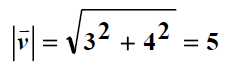 |v̄| = √(3² + 4²) = 5